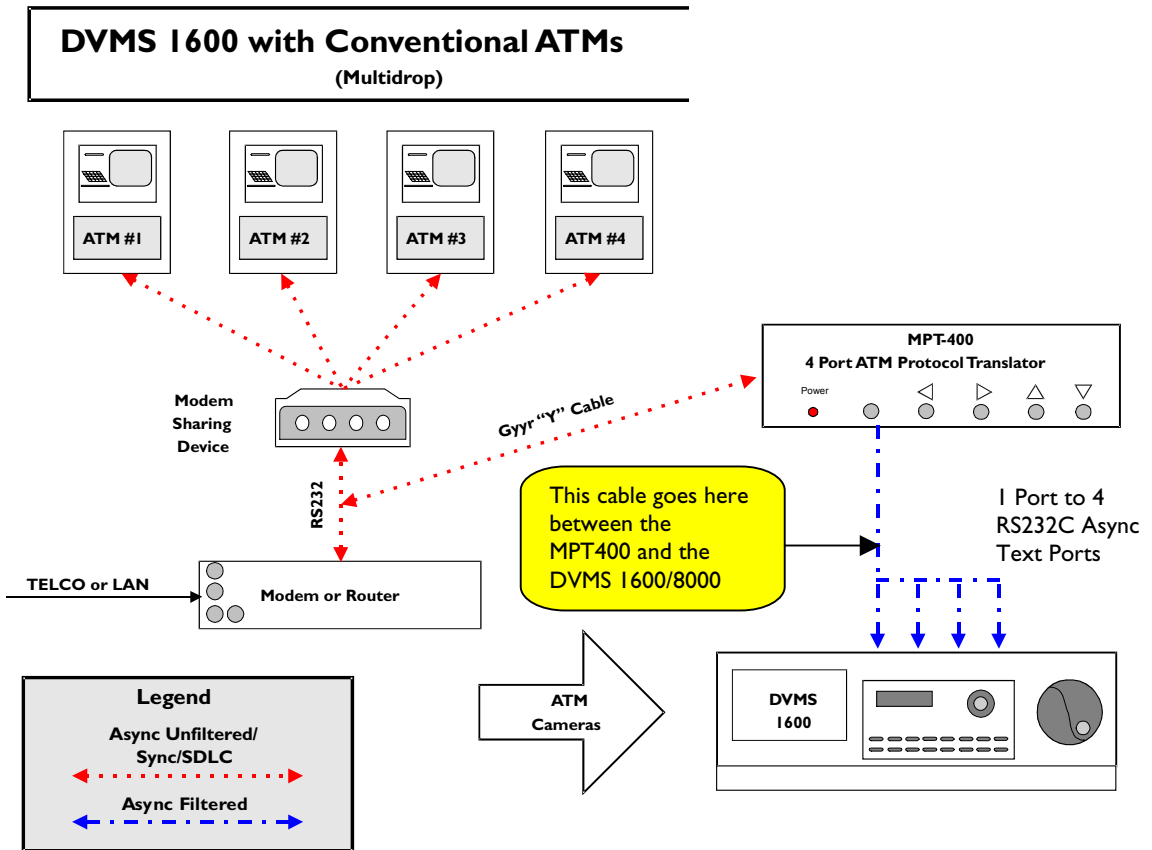 DVMS 1600 with Conventional ATMs
(Multidrop)
ATM #1
ATM #2
ATM #3
ATM #4
MPT-400
4 Port ATM Protocol Translator
Power
Modem
Sharing
Device
Gyyr "Y" Cable
RS232
This cable goes here
between the
MPT400 and the
DVMS 1600/8000
1 Port to 4
RS232C Async
Text Ports
TELCO or LAN
Modem or Router
Legend
Async Unfiltered/
Sync/SDLC
Async Filtered
ATM
Cameras
DVMS
1600